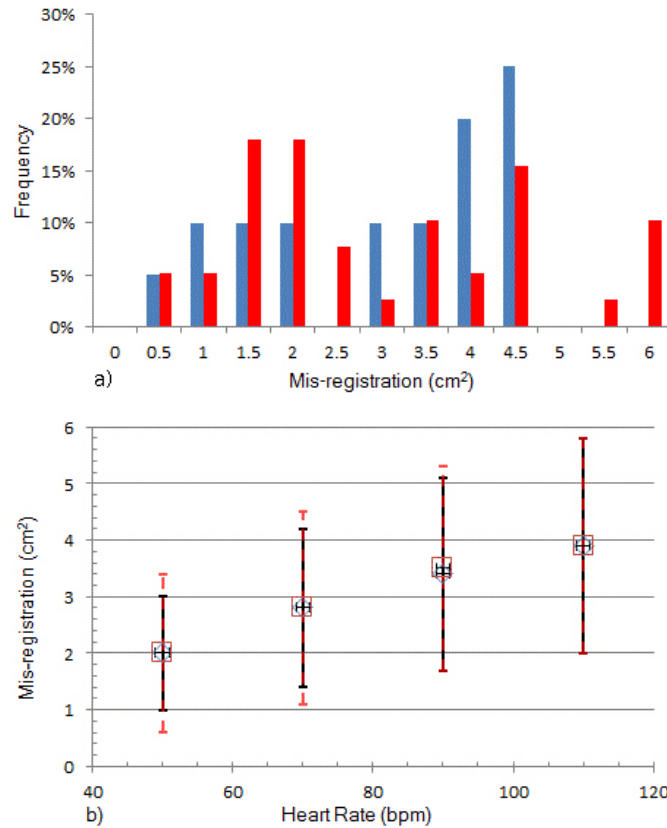 30%
25%
20%
15%
10%
5%
0%
Frequency
0 0.5 1 1.5 2 2.5 3 3.5 4 4.5 5 5.5 6
a) Mis-registration (cm²)
6
5
4
3
2
1
0
Mis-registration (cm²)
40 60 80 100 120
b) Heart Rate (bpm)